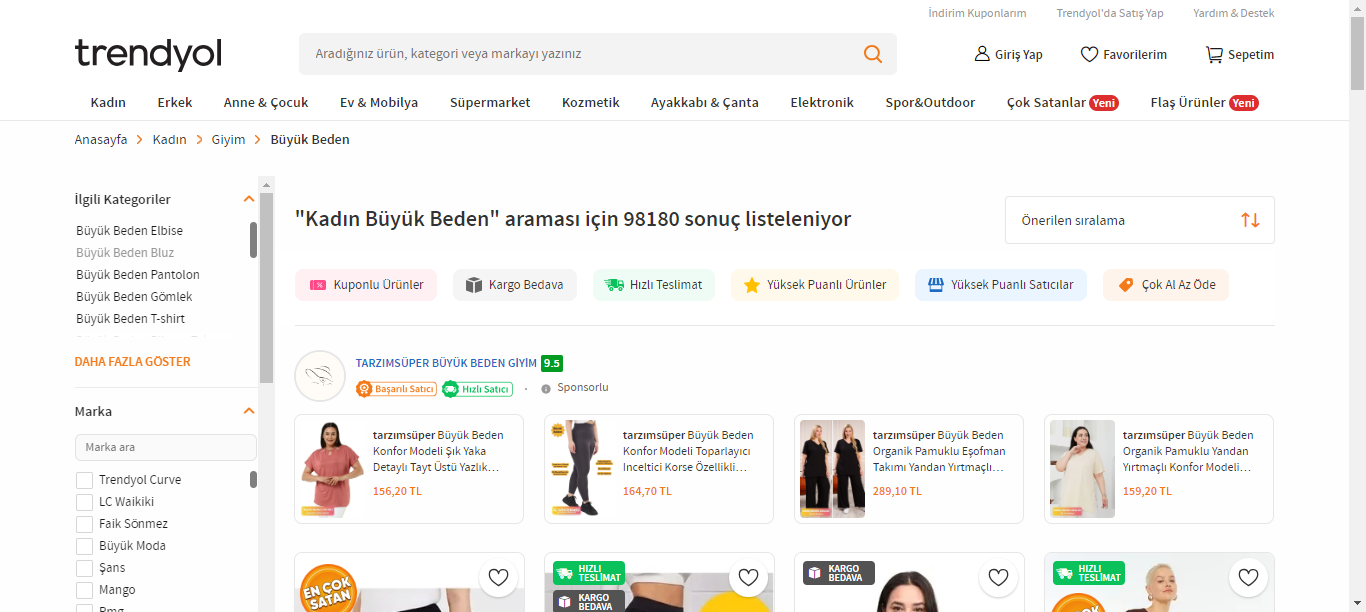 İndirim Kuponlarım Trendyol'da Satış Yap Yardım & Destek
trendyol
Aradığınız ürün, kategori veya markayı yazınız
Giriş Yap Favorilerim Sepetim
Kadın Erkek Anne & Çocuk Ev & Mobilya Süpermarket Kozmetik Ayakkabı & Çanta Elektronik Spor&Outdoor Çok Satanlar Yeni Flaş Ürünler Yeni
Anasayfa Kadın Giyim Büyük Beden
İlgili Kategoriler
Büyük Beden Elbise
Büyük Beden Bluz
Büyük Beden Pantolon
Büyük Beden Gömlek
Büyük Beden T-shirt
DAHA FAZLA GÖSTER
Marka
Marka ara
Trendyol Curve
LC Waikiki
Faik Sönmez
Büyük Moda
Şans
Mango
"Kadın Büyük Beden" araması için 98180 sonuç listeleniyor
Önerilen sıralama
Kuponlu Ürünler Kargo Bedava Hızlı Teslimat Yüksek Puanlı Ürünler Yüksek Puanlı Satıcılar Çok Al Az Öde
TARZIMSÜPER BÜYÜK BEDEN GİYİM 9.5
Başarılı Satıcı Hızlı Satıcı · Sponsorlu
tarzımsüper Büyük Beden
Konfor Modeli Şık Yaka
Detaylı Tayt Üstü Yazlık...
156,20 TL
tarzımsüper Büyük Beden
Konfor Modeli Toparlayıcı
Inceltici Korse Özellikli...
164,70 TL
tarzımsüper Büyük Beden
Organik Pamuklu Eşofman
Takımı Yandan Yırtmaçlı...
289,10 TL
tarzımsüper Büyük Beden
Organik Pamuklu Yandan
Yırtmaçlı Konfor Modeli...
159,20 TL
EN ÇOK
SATAN
HIZLI
TESLİMAT
KARGO
BEDAVA
KARGO
BEDAVA
HIZLI
TESLİMAT